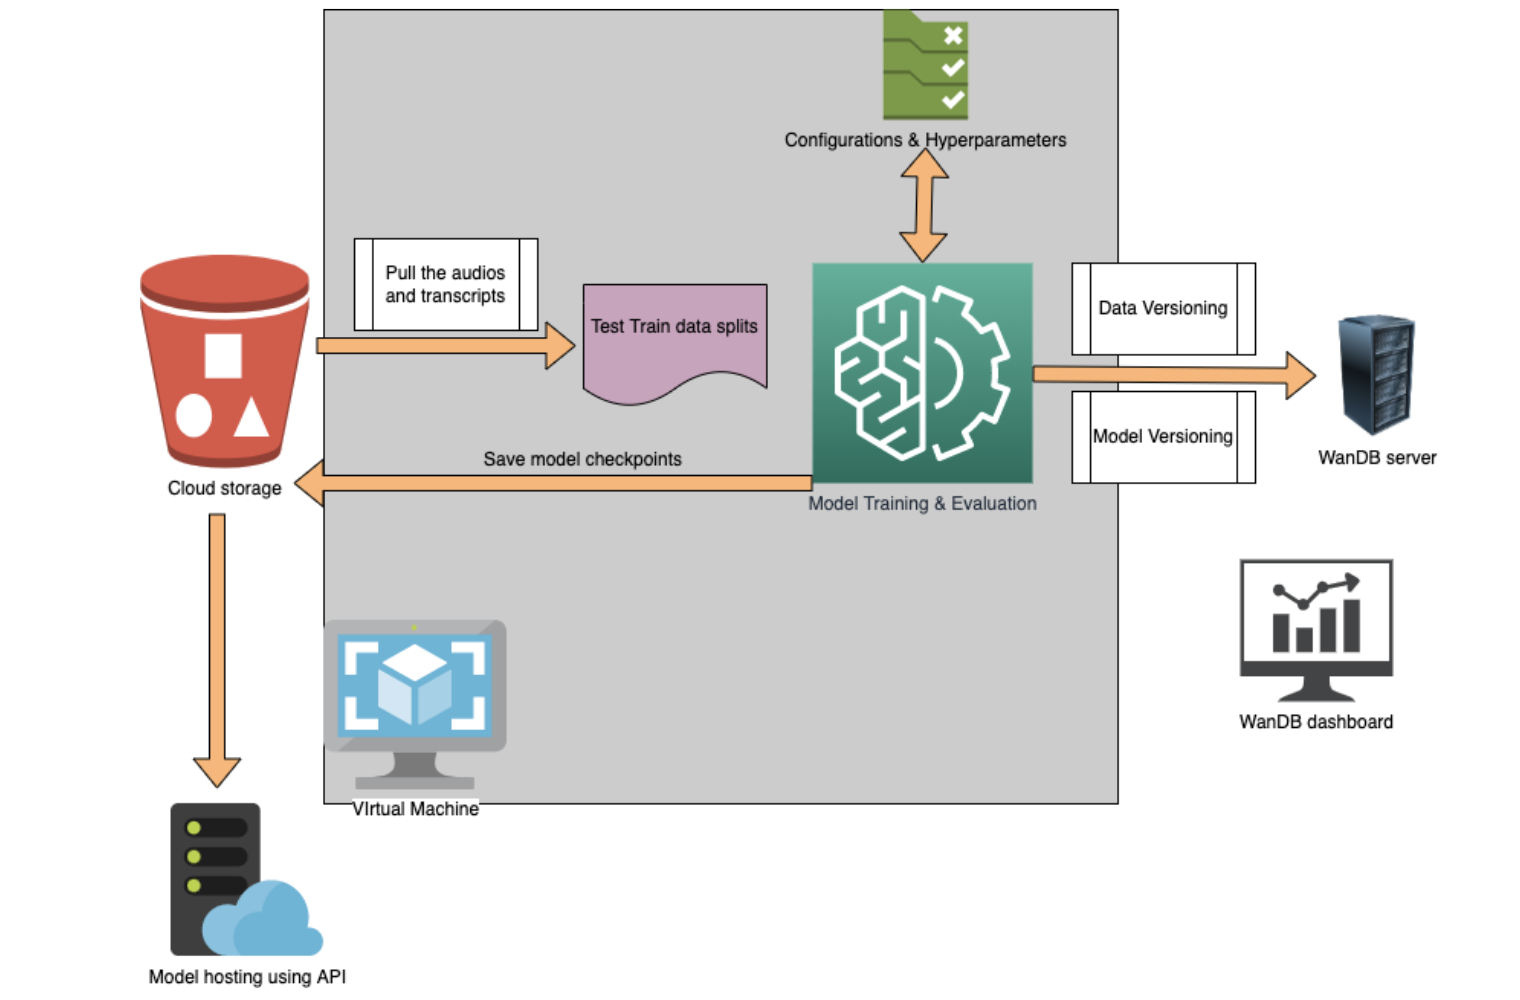 Configurations & Hyperparameters
Pull the audios
and transcripts
Test Train data splits
Data Versioning
Model Versioning
WanDB server
Save model checkpoints
Cloud storage
Model Training & Evaluation
WanDB dashboard
VIrtual Machine
Model hosting using API